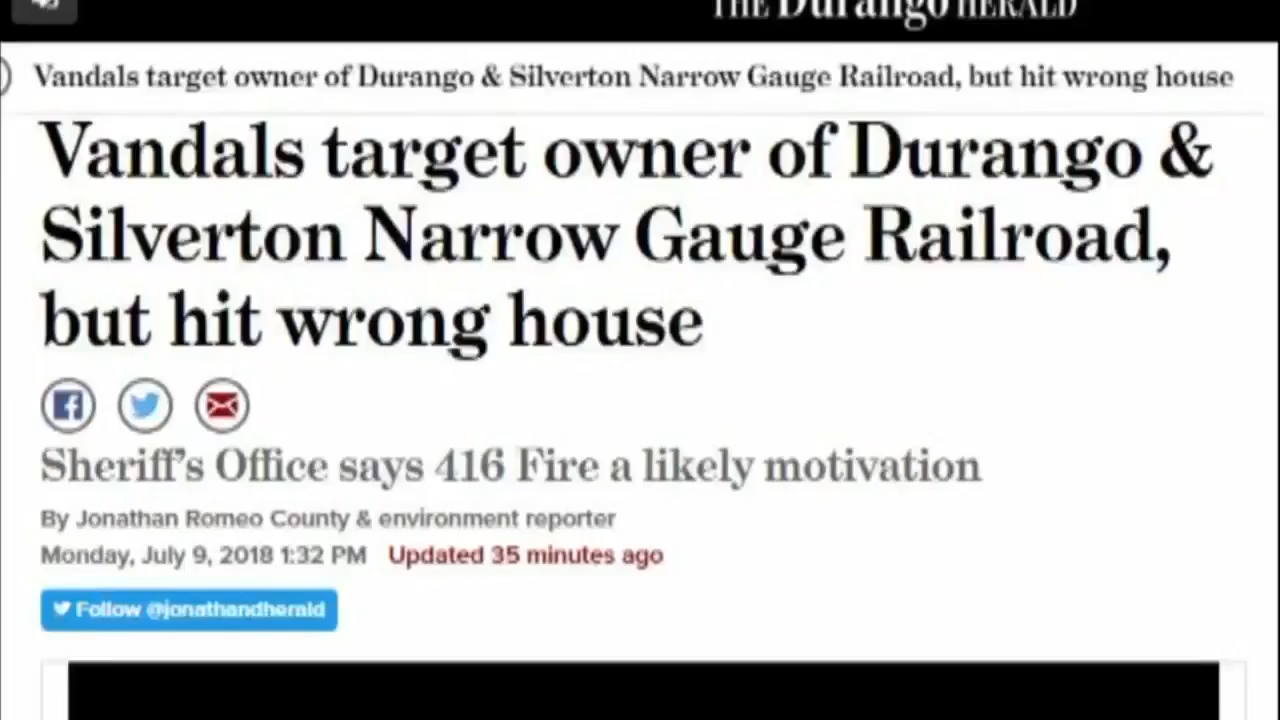 THE Durango HERALD
Vandals target owner of Durango & Silverton Narrow Gauge Railroad, but hit wrong house
Vandals target owner of Durango &
Silverton Narrow Gauge Railroad,
but hit wrong house
Sheriff's Office says 416 Fire a likely motivation
By Jonathan Romeo County & environment reporter
Monday, July 9, 2018 1:32 PM Updated 35 minutes ago
Follow @jonathandherald